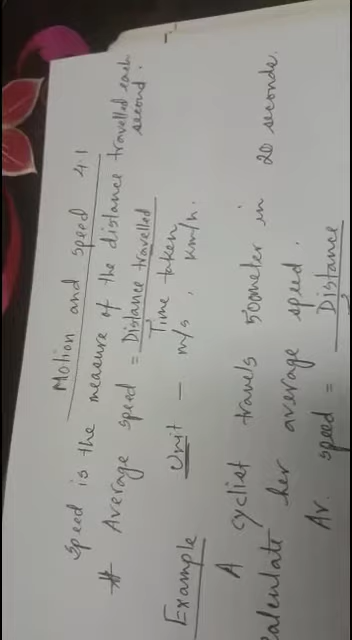 Motion and speed 4.1
Speed is the measure of the distance travelled each
second.
# Average speed = Distance travelled
Time taken
Unit - m/s, km/h.
Example
A cyclist travels 500meter in 20 seconds.
alculate her average speed.
Av. speed = Distance